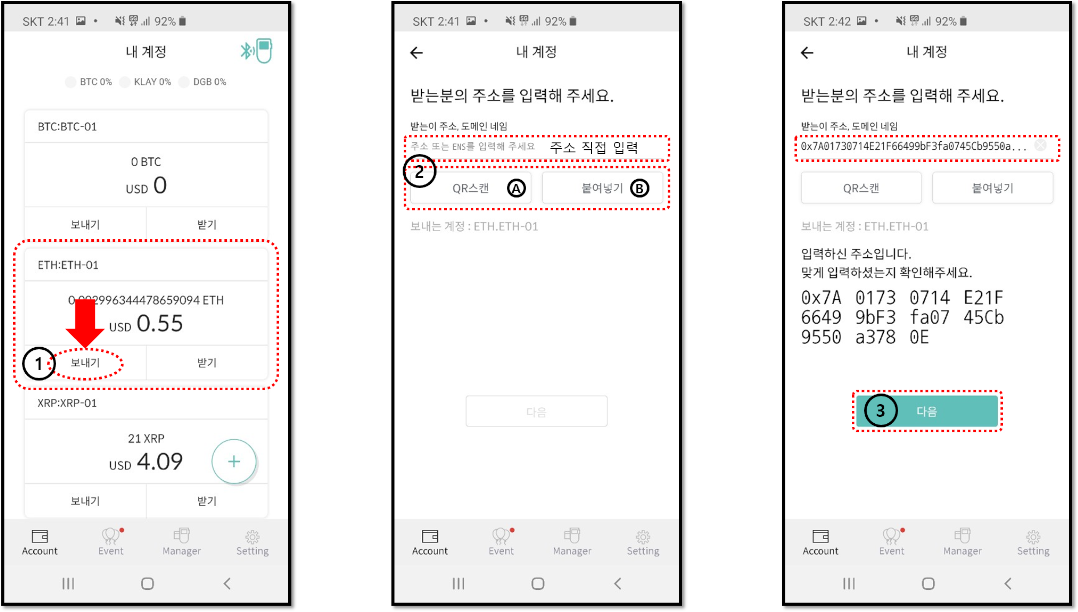 SKT 2:41 92%
내 계정
BTC 0% KLAY 0% DGB 0%
BTC:BTC-01
0 BTC
USD 0
보내기 받기
ETH:ETH-01
996344478659094 ETH
USD 0.55
1 보내기 받기
XRP:XRP-01
21 XRP
USD 4.09
+
보내기 받기
Account Event Manager Setting
SKT 2:41 92%
내 계정
받는분의 주소를 입력해 주세요.
받는이 주소, 도메인 네임
주소 또는 ENS를 입력해 주세요 주소 직접 입력
2
QR스캔 A 붙여넣기 B
보내는 계정 : ETH.ETH-01
다음
Account Event Manager Setting
SKT 2:42 92%
내 계정
받는분의 주소를 입력해 주세요.
받는이 주소, 도메인 네임
0x7A01730714E21F66499bF3fa0745Cb9550a...
QR스캔 붙여넣기
보내는 계정 : ETH.ETH-01
입력하신 주소입니다.
맞게 입력하셨는지 확인해주세요.
0x7A 0173 0714 E21F
6649 9bF3 fa07 45Cb
9550 a378 0E
3 다음
Account Event Manager Setting